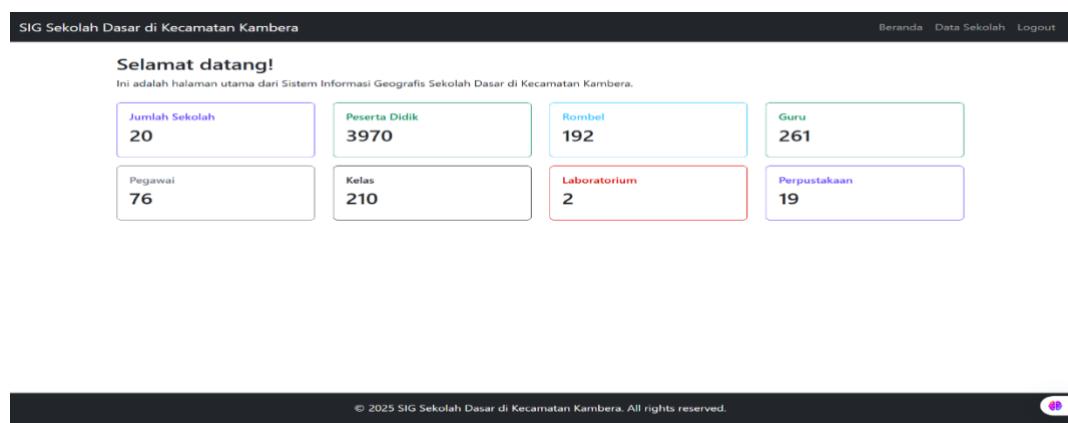 SIG Sekolah Dasar di Kecamatan Kambera
Beranda Data Sekolah Logout
Selamat datang!
Ini adalah halaman utama dari Sistem Informasi Geografis Sekolah Dasar di Kecamatan Kambera.
Jumlah Sekolah
20
Peserta Didik
3970
Rombel
192
Guru
261
Pegawai
76
Kelas
210
Laboratorium
2
Perpustakaan
19
© 2025 SIG Sekolah Dasar di Kecamatan Kambera. All rights reserved.